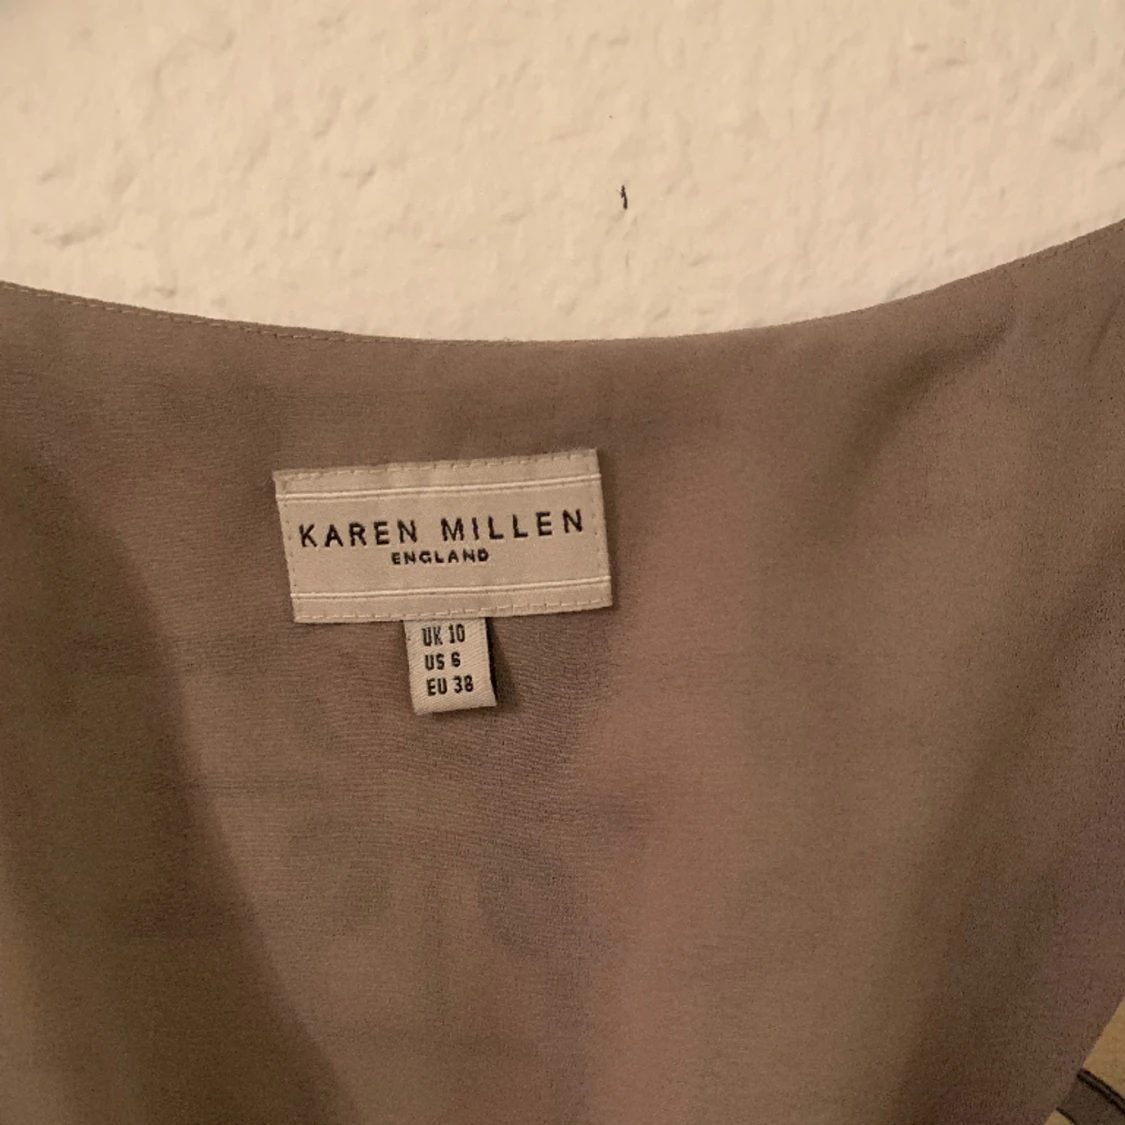 KAREN MILLEN
ENGLAND
UK 10
US 6
EU 38